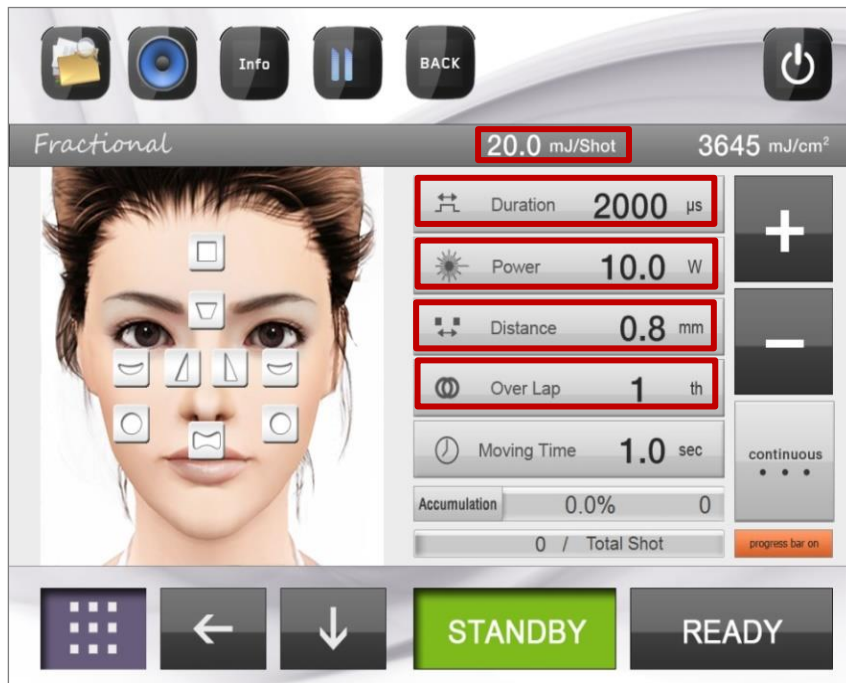 Info
BACK
Fractional 20.0 mJ/Shot 3645 mJ/cm²
Duration 2000 µs
Power 10.0 W
Distance 0.8 mm
Over Lap 1 th
Moving Time 1.0 sec
continuous
Accumulation 0.0% 0
0 / Total Shot
progress bar on
STANDBY
READY